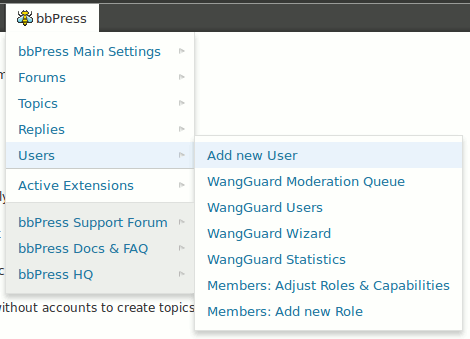 bbPress
bbPress Main Settings
Forums
Topics
Replies
Users
Active Extensions
bbPress Support Forum
bbPress Docs & FAQ
bbPress HQ
Add new User
WangGuard Moderation Queue
WangGuard Users
WangGuard Wizard
WangGuard Statistics
Members: Adjust Roles & Capabilities
Members: Add new Role
without accounts to create topics